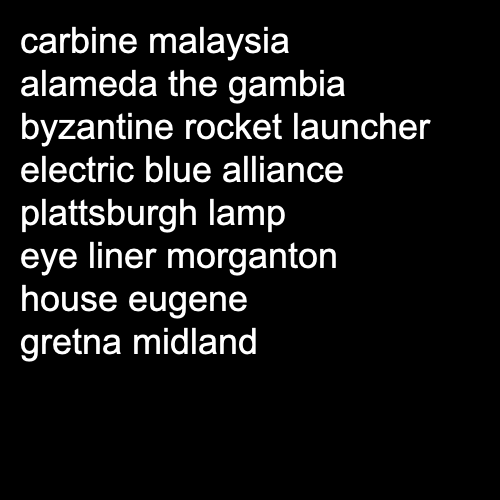 carbine malaysia
alameda the gambia
byzantine rocket launcher
electric blue alliance
plattsburgh lamp
eye liner morganton
house eugene
gretna midland